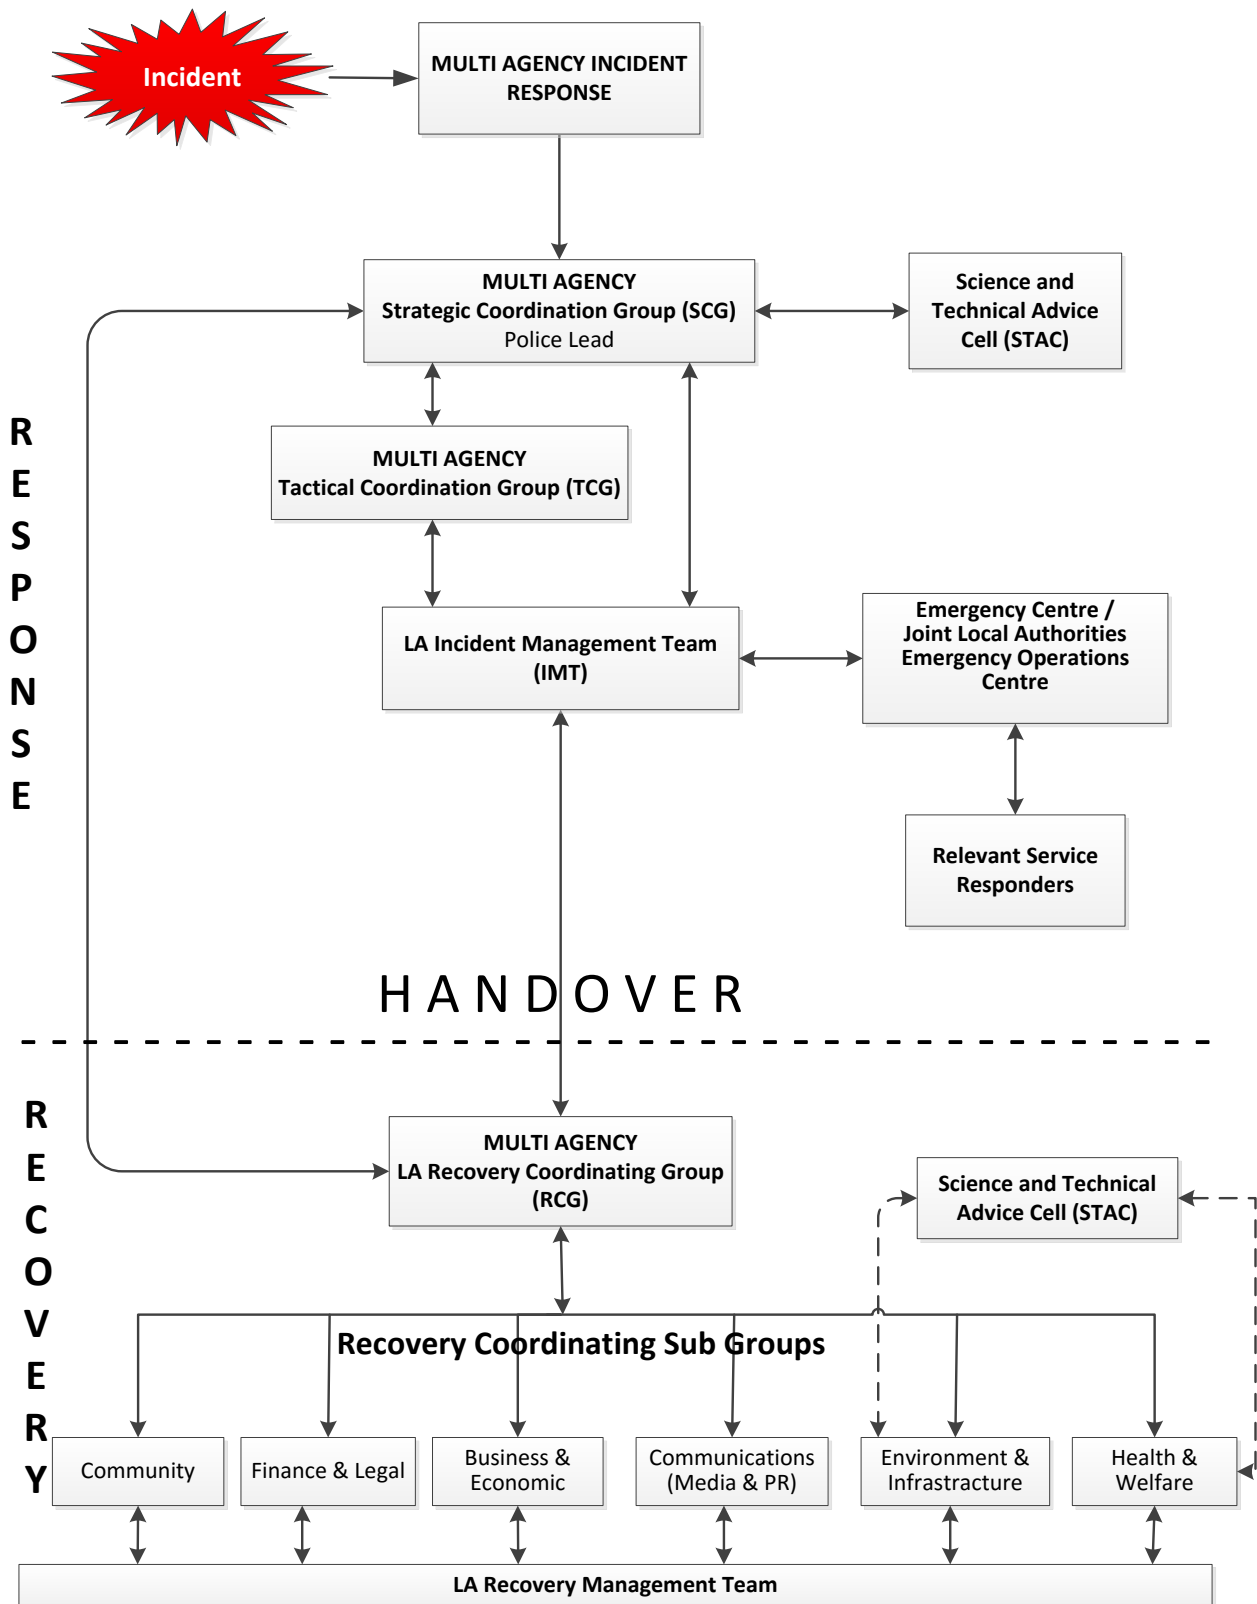 Incident
MULTI AGENCY INCIDENT
RESPONSE
MULTI AGENCY
Strategic Coordination Group (SCG)
Police Lead
Science and
Technical Advice
Cell (STAC)
MULTI AGENCY
Tactical Coordination Group (TCG)
RESPONSE
LA Incident Management Team
(IMT)
Emergency Centre /
Joint Local Authorities
Emergency Operations
Centre
Relevant Service
Responders
HANDOVER
RECOVERY
MULTI AGENCY
LA Recovery Coordinating Group
(RCG)
Science and Technical
Advice Cell (STAC)
Recovery Coordinating Sub Groups
Community
Finance & Legal
Business &
Economic
Communications
(Media & PR)
Environment &
Infrastracture
Health &
Welfare
LA Recovery Management Team